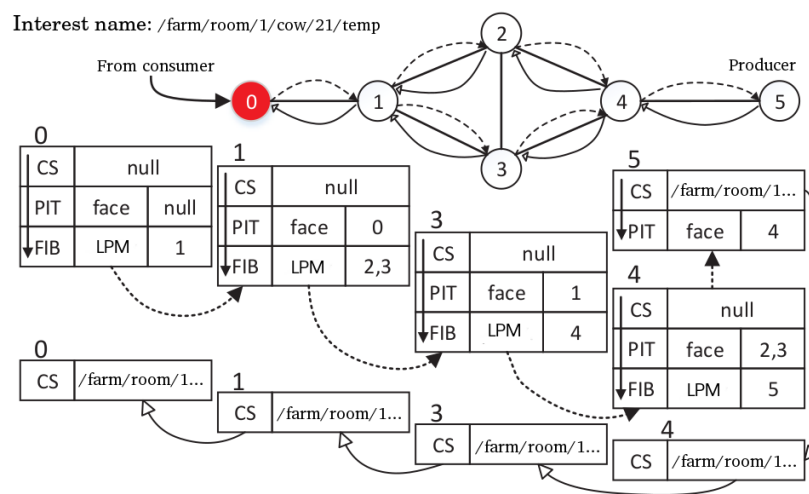 Interest name: /farm/room/1/cow/21/temp
From consumer
Producer
0
1
2
3
4
5
0
CS null
PIT face null
FIB LPM 1
1
CS null
PIT face 0
FIB LPM 2,3
3
CS null
PIT face 1
FIB LPM 4
5
CS /farm/room/1...
PIT face 4
4
CS null
PIT face 2,3
FIB LPM 5
0
CS /farm/room/1...
1
CS /farm/room/1...
3
CS /farm/room/1...
4
CS /farm/room/1...